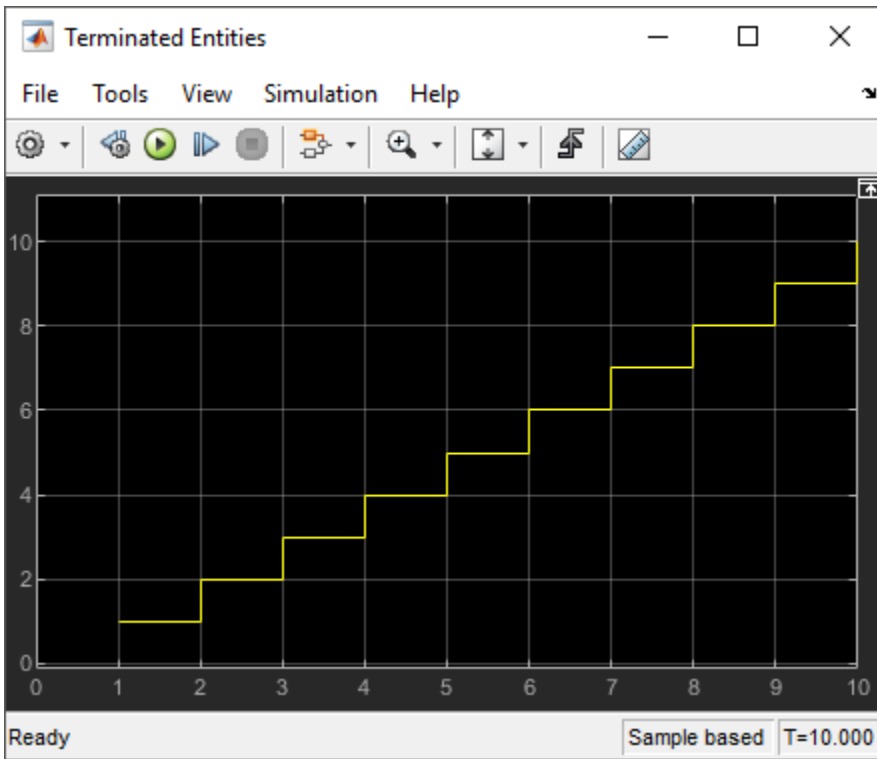 Terminated Entities
File Tools View Simulation Help
10
8
6
4
2
0
0 1 2 3 4 5 6 7 8 9 10
Ready Sample based T=10.000